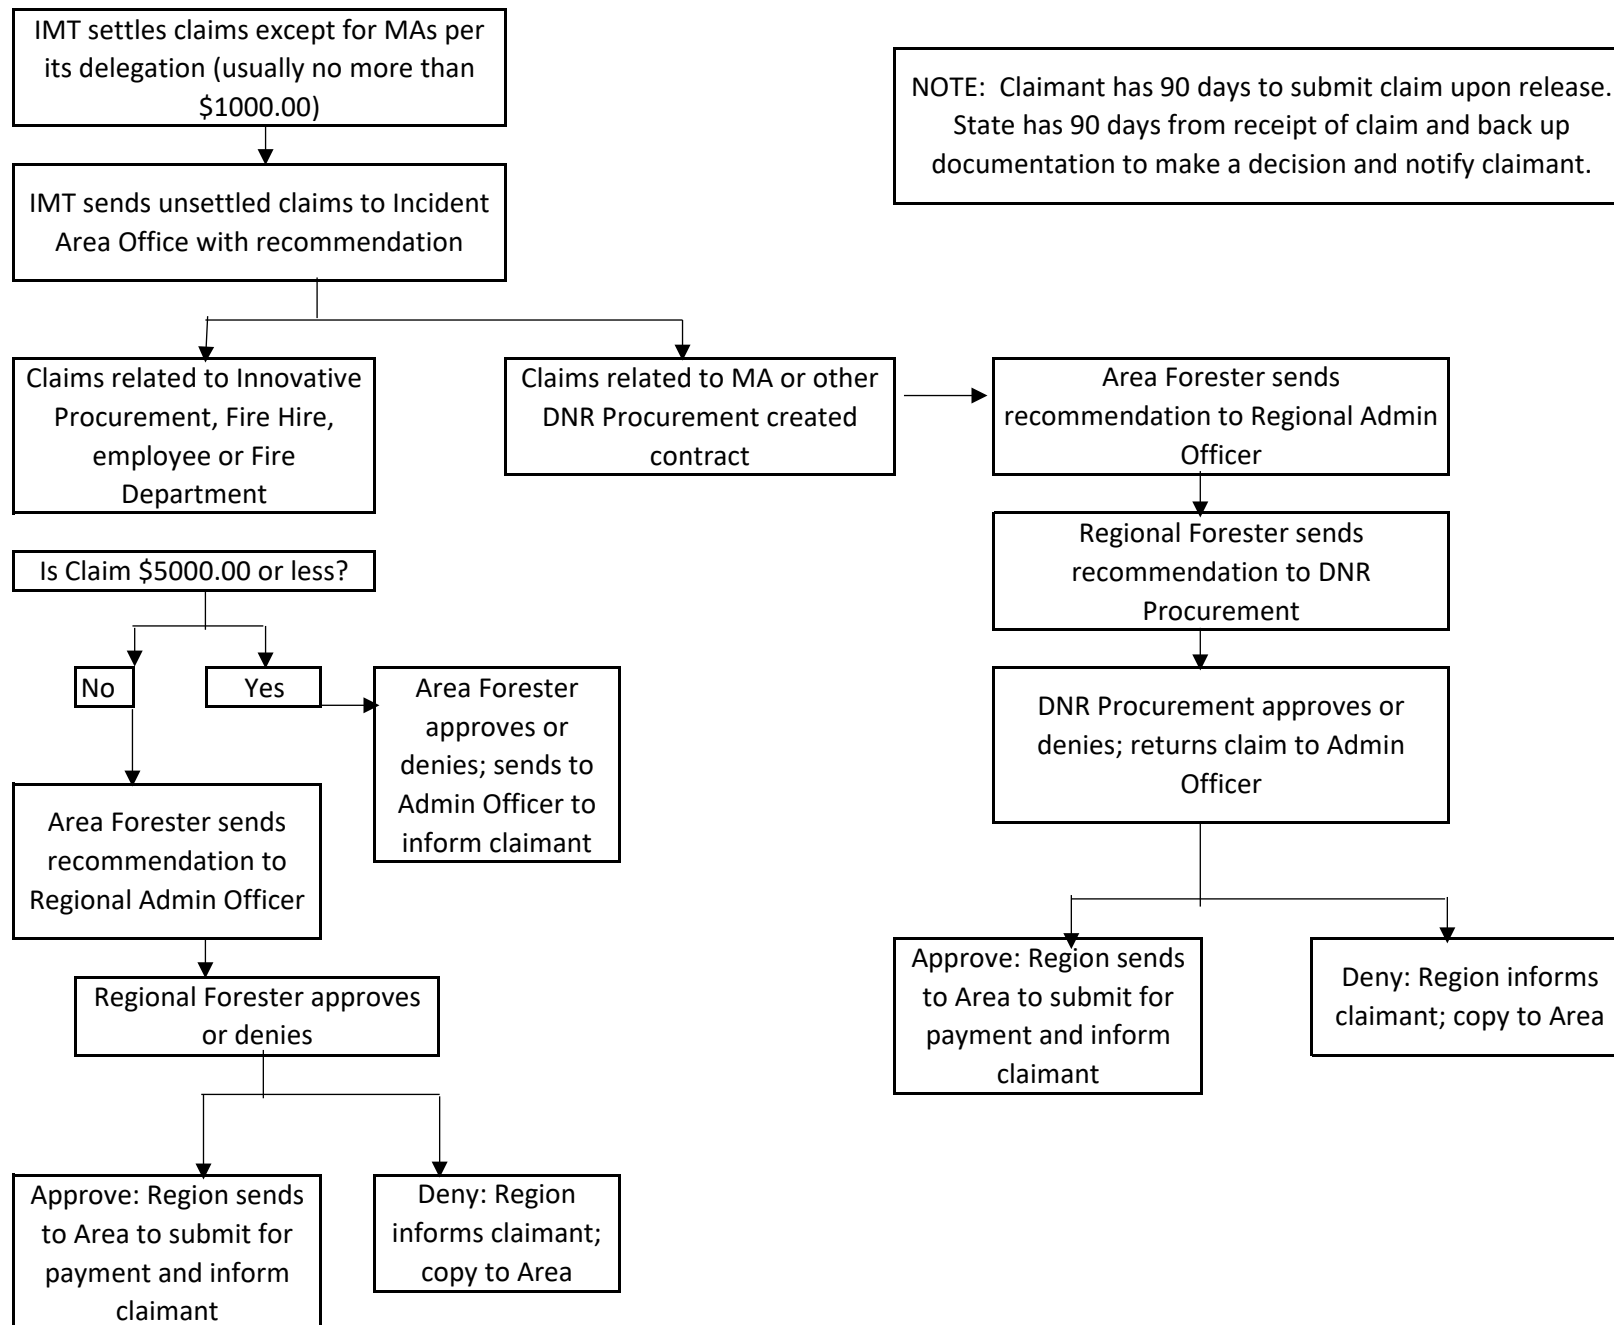 IMT settles claims except for MAs per
its delegation (usually no more than
$1000.00)
NOTE:  Claimant has 90 days to submit claim upon release.
State has 90 days from receipt of claim and back up
documentation to make a decision and notify claimant.
IMT sends unsettled claims to Incident
Area Office with recommendation
Claims related to Innovative
Procurement, Fire Hire,
employee or Fire
Department
Claims related to MA or other
DNR Procurement created
contract
Area Forester sends
recommendation to Regional Admin
Officer
Regional Forester sends
recommendation to DNR
Procurement
Is Claim $5000.00 or less?
No
Yes
Area Forester
approves or
denies; sends to
Admin Officer to
inform claimant
DNR Procurement approves or
denies; returns claim to Admin
Officer
Area Forester sends
recommendation to
Regional Admin Officer
Regional Forester approves
or denies
Approve: Region sends
to Area to submit for
payment and inform
claimant
Deny: Region informs
claimant; copy to Area
Approve: Region sends
to Area to submit for
payment and inform
claimant
Deny: Region
informs claimant;
copy to Area